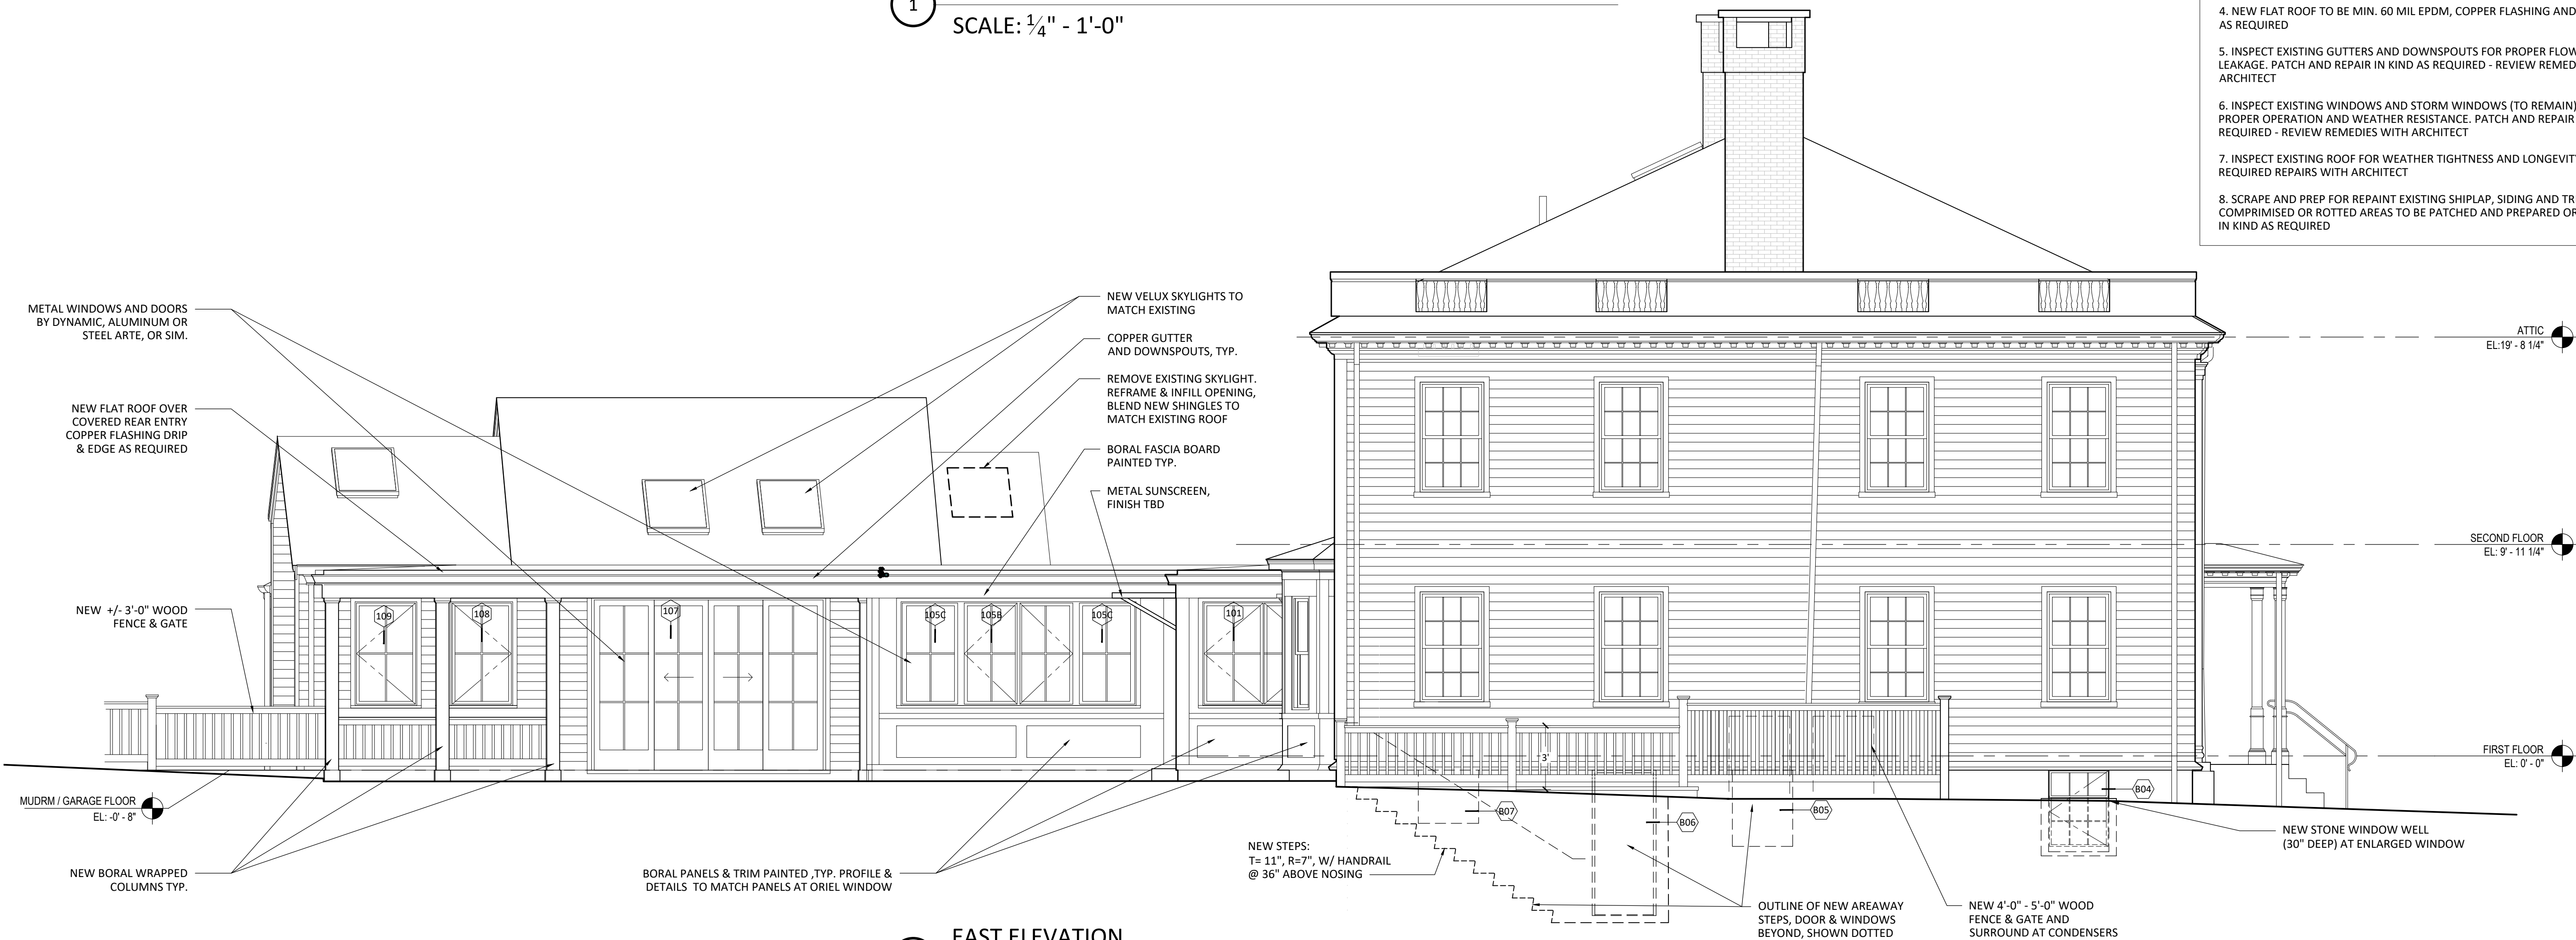 1
SCALE: 1/4" - 1'-0"
4. NEW FLAT ROOF TO BE MIN. 60 MIL EPDM, COPPER FLASHING AND
AS REQUIRED
5. INSPECT EXISTING GUTTERS AND DOWNSPOUTS FOR PROPER FLOW
LEAKAGE. PATCH AND REPAIR IN KIND AS REQUIRED - REVIEW REMED
ARCHITECT
6. INSPECT EXISTING WINDOWS AND STORM WINDOWS (TO REMAIN)
PROPER OPERATION AND WEATHER RESISTANCE. PATCH AND REPAIR
REQUIRED - REVIEW REMEDIES WITH ARCHITECT
7. INSPECT EXISTING ROOF FOR WEATHER TIGHTNESS AND LONGEVIT
REQUIRED REPAIRS WITH ARCHITECT
8. SCRAPE AND PREP FOR REPAINT EXISTING SHIPLAP, SIDING AND TR
COMPRIMISED OR ROTTED AREAS TO BE PATCHED AND PREPARED OR
IN KIND AS REQUIRED
METAL WINDOWS AND DOORS
BY DYNAMIC, ALUMINUM OR
STEEL ARTE, OR SIM.
NEW FLAT ROOF OVER
COVERED REAR ENTRY
COPPER FLASHING DRIP
& EDGE AS REQUIRED
NEW +/- 3'-0" WOOD
FENCE & GATE
MUDRM / GARAGE FLOOR
EL: -0' - 8"
NEW BORAL WRAPPED
COLUMNS TYP.
NEW VELUX SKYLIGHTS TO
MATCH EXISTING
COPPER GUTTER
AND DOWNSPOUTS, TYP.
REMOVE EXISTING SKYLIGHT.
REFRAME & INFILL OPENING,
BLEND NEW SHINGLES TO
MATCH EXISTING ROOF
BORAL FASCIA BOARD
PAINTED TYP.
METAL SUNSCREEN,
FINISH TBD
109
108
107
105C
105B
105C
101
ATTIC
EL:19' - 8 1/4"
SECOND FLOOR
EL: 9' - 11 1/4"
FIRST FLOOR
EL: 0' - 0"
3'
B07
B06
B05
B04
BORAL PANELS & TRIM PAINTED ,TYP. PROFILE &
DETAILS TO MATCH PANELS AT ORIEL WINDOW
NEW STEPS:
T= 11", R=7", W/ HANDRAIL
@ 36" ABOVE NOSING
OUTLINE OF NEW AREAWAY
STEPS, DOOR & WINDOWS
BEYOND, SHOWN DOTTED
NEW 4'-0" - 5'-0" WOOD
FENCE & GATE AND
SURROUND AT CONDENSERS
NEW STONE WINDOW WELL
(30" DEEP) AT ENLARGED WINDOW
EAST ELEVATION